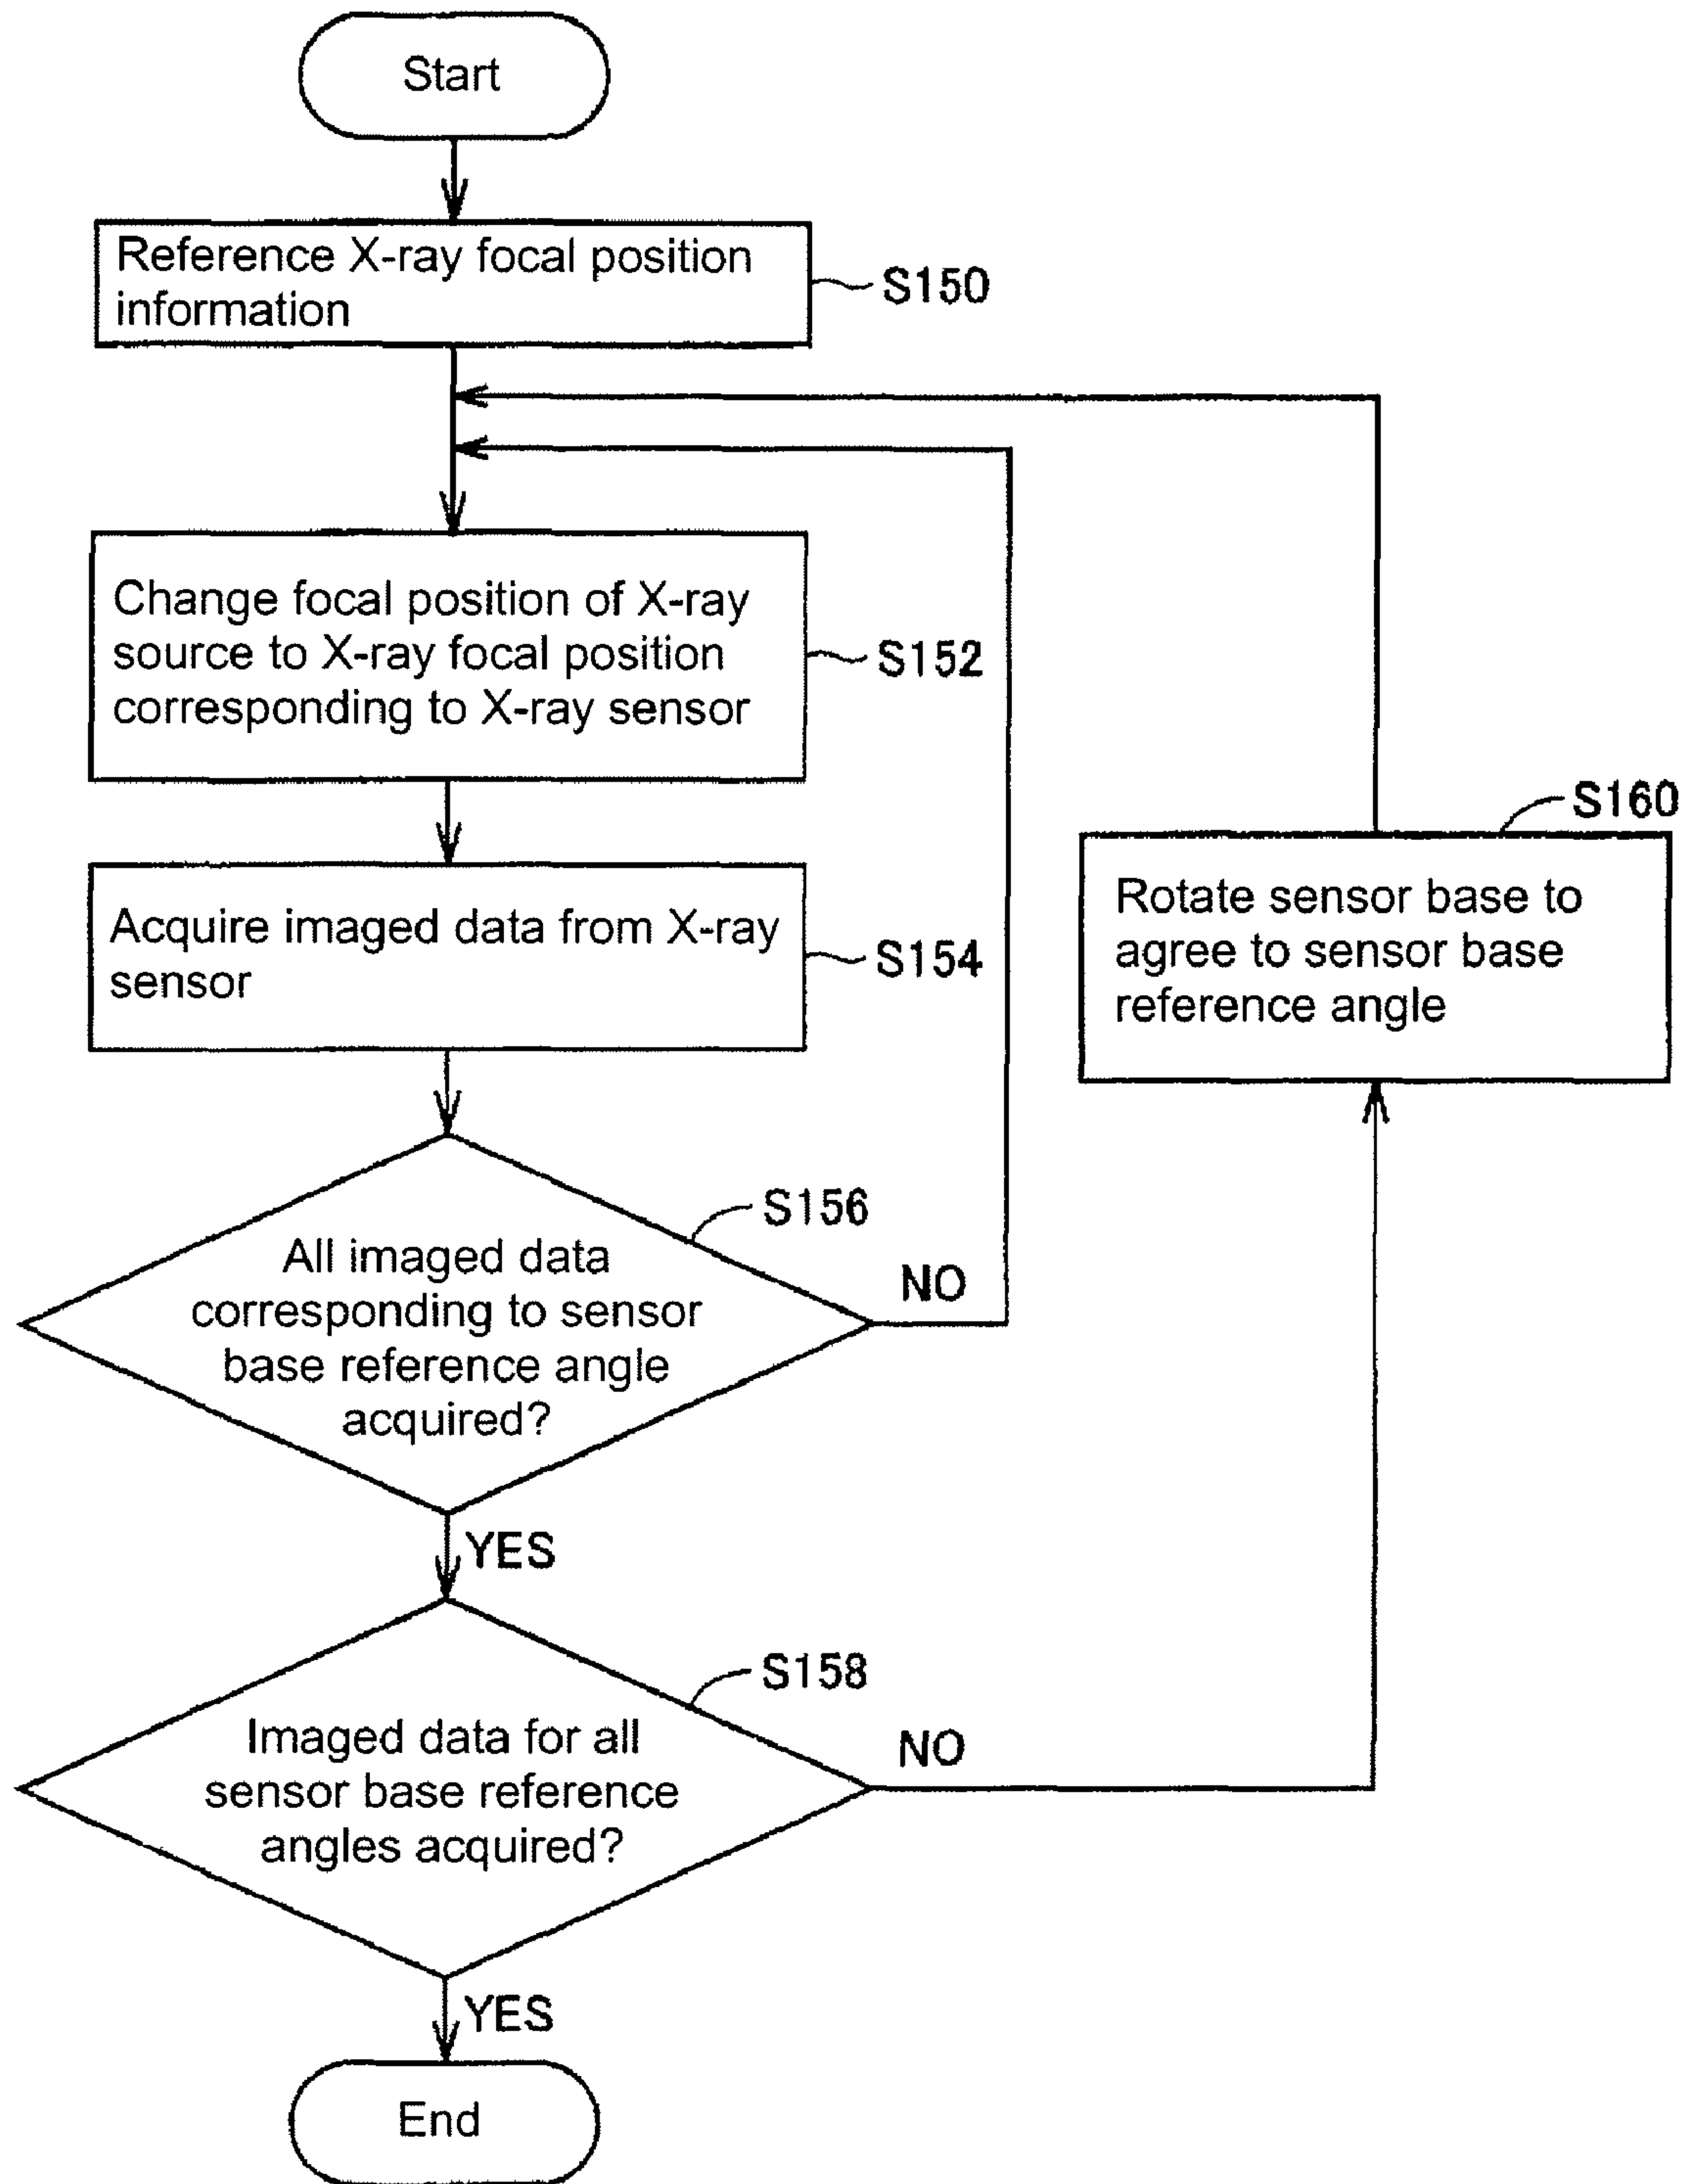 Start
Reference X-ray focal position
information
S150
Change focal position of X-ray
source to X-ray focal position
corresponding to X-ray sensor
S152
Acquire imaged data from X-ray
sensor
S154
S160
Rotate sensor base to
agree to sensor base
reference angle
S156
All imaged data
corresponding to sensor
base reference angle
acquired?
NO
YES
S158
Imaged data for all
sensor base reference
angles acquired?
NO
YES
End